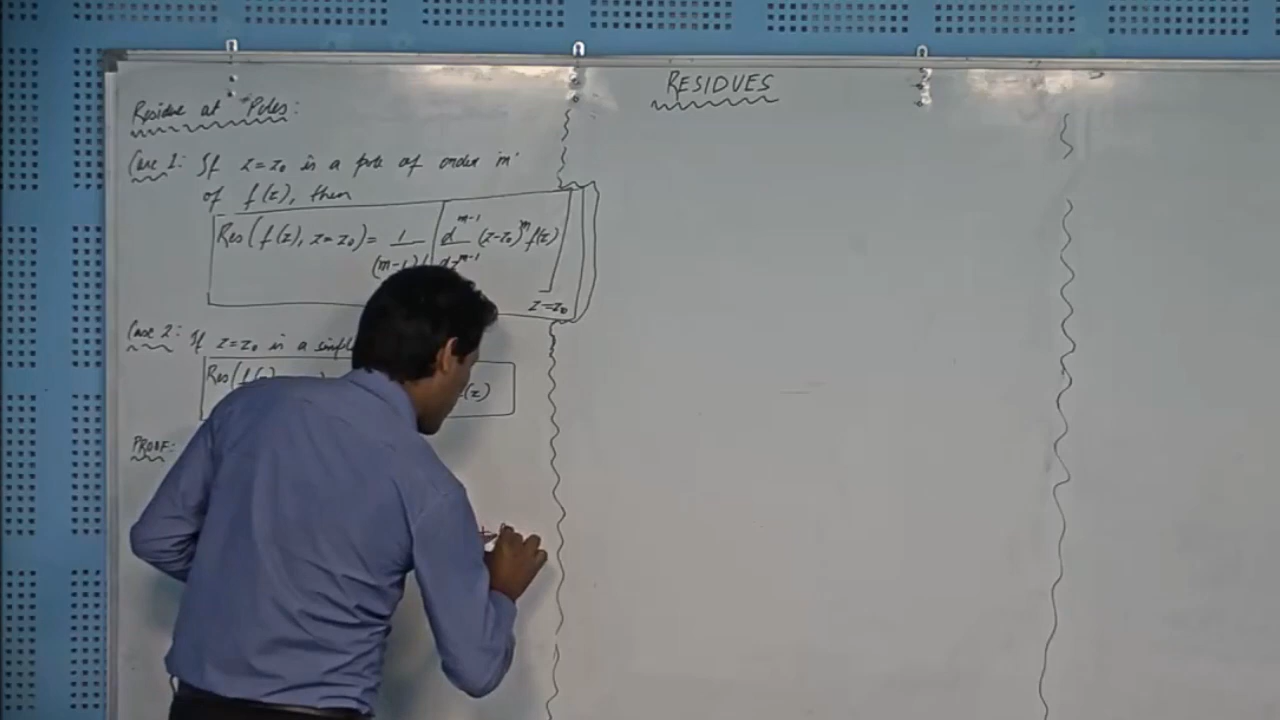 RESIDUES
Residue at Poles:
Case 1: If z=z₀ is a pole of order 'm'
of f(z), then
Res(f(z), z=z₀) = 1/(m-1)! d^{m-1}/dz^{m-1} (z-z₀)^m f(z) |
z=z₀
Case 2: If z=z₀ is a simple
Res(f(z) (z)
PROOF:
+